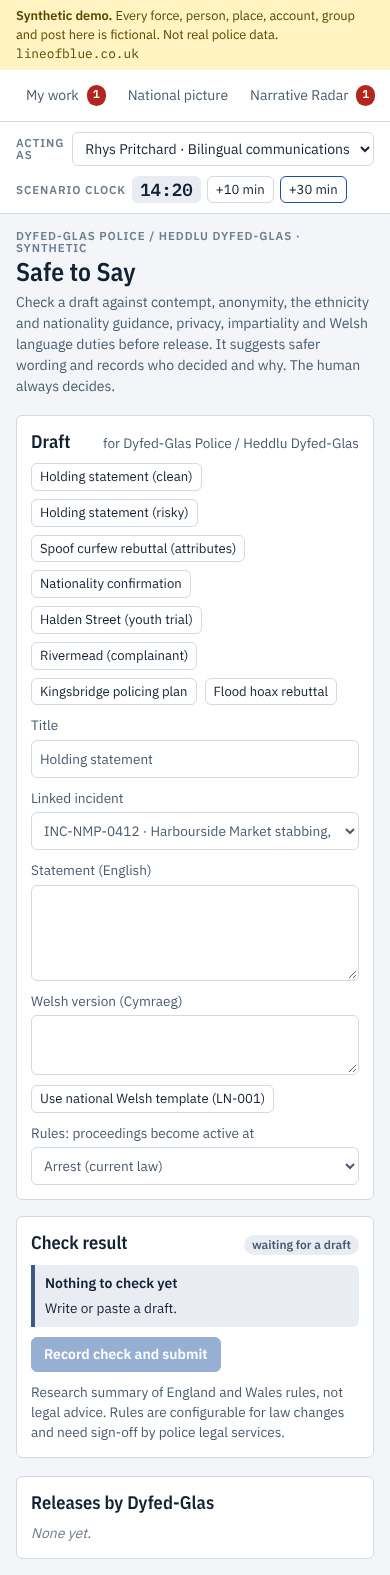 Synthetic demo. Every force, person, place, account, group
and post here is fictional. Not real police data.
lineofblue.co.uk
My work 1 National picture Narrative Radar 1
ACTING
AS
Rhys Pritchard · Bilingual communications
SCENARIO CLOCK 14:20 +10 min +30 min
DYFED-GLAS POLICE / HEDDLU DYFED-GLAS ·
SYNTHETIC
Safe to Say
Check a draft against contempt, anonymity, the ethnicity
and nationality guidance, privacy, impartiality and Welsh
language duties before release. It suggests safer
wording and records who decided and why. The human
always decides.
Draft for Dyfed-Glas Police / Heddlu Dyfed-Glas
Holding statement (clean)
Holding statement (risky)
Spoof curfew rebuttal (attributes)
Nationality confirmation
Halden Street (youth trial)
Rivermead (complainant)
Kingsbridge policing plan Flood hoax rebuttal
Title
Holding statement
Linked incident
INC-NMP-0412 · Harbourside Market stabbing,
Statement (English)
Welsh version (Cymraeg)
Use national Welsh template (LN-001)
Rules: proceedings become active at
Arrest (current law)
Check result waiting for a draft
Nothing to check yet
Write or paste a draft.
Record check and submit
Research summary of England and Wales rules, not
legal advice. Rules are configurable for law changes
and need sign-off by police legal services.
Releases by Dyfed-Glas
None yet.